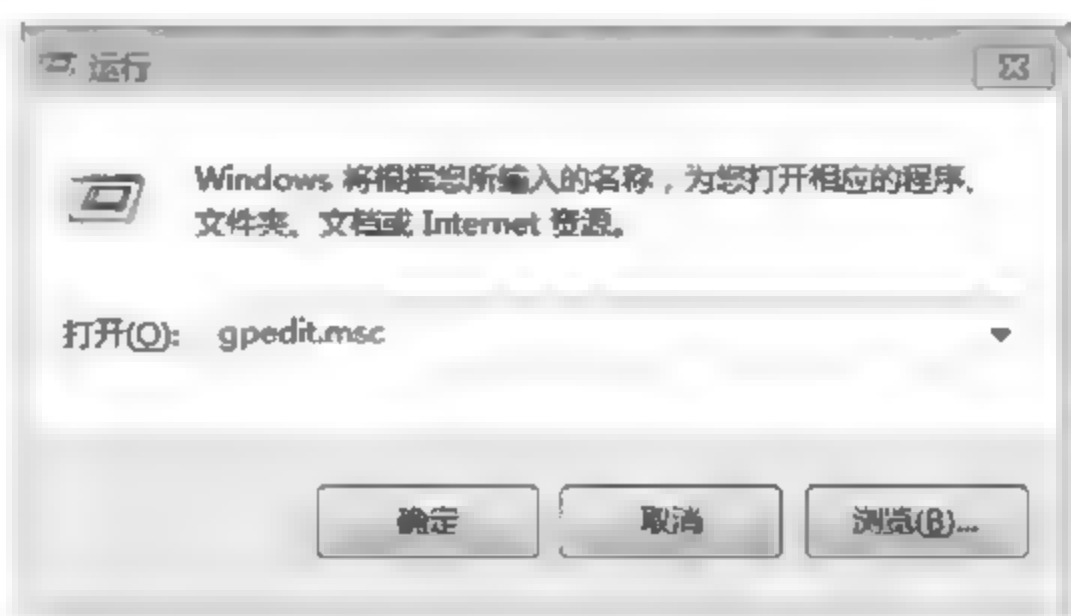 运行
Windows 将根据您所输入的名称，为您打开相应的程序、
文件夹、文档或 Internet 资源。
打开(O): gpedit.msc
确定 取消 浏览(B)...